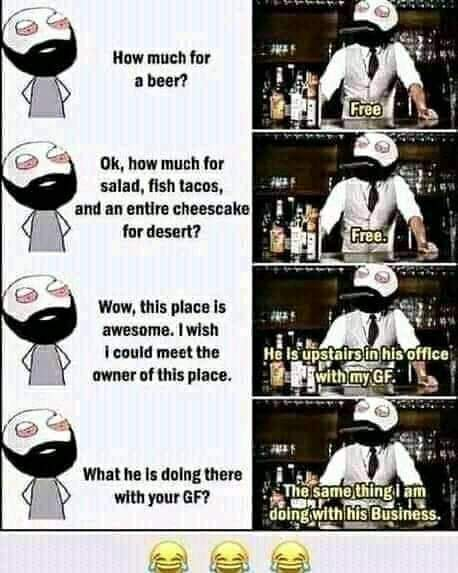 How much for
a beer?
Free
Ok, how much for
salad, fish tacos,
and an entire cheescake
for desert?
Free.
Wow, this place is
awesome. I wish
i could meet the
owner of this place.
He is upstairs in his office
with my GF.
What he is doing there
with your GF?
The same thing I am
doing with his Business.